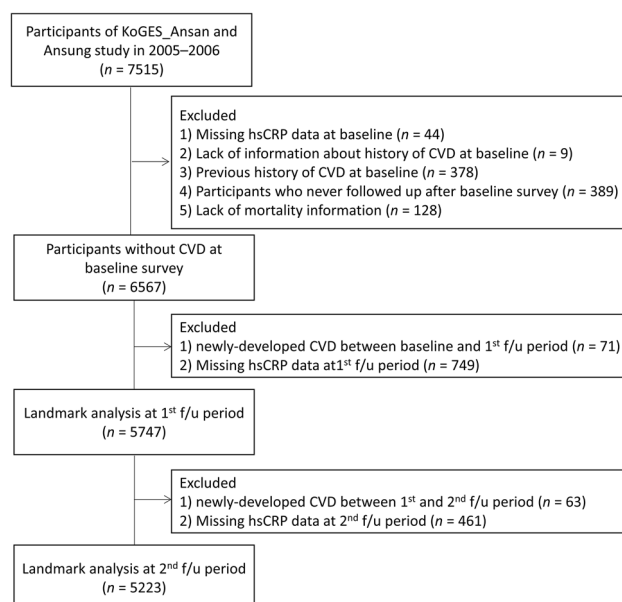 Participants of KoGES_Ansan and
Ansung study in 2005–2006
(n = 7515)
Excluded
1) Missing hsCRP data at baseline (n = 44)
2) Lack of information about history of CVD at baseline (n = 9)
3) Previous history of CVD at baseline (n = 378)
4) Participants who never followed up after baseline survey (n = 389)
5) Lack of mortality information (n = 128)
Participants without CVD at
baseline survey
(n = 6567)
Excluded
1) newly-developed CVD between baseline and 1st f/u period (n = 71)
2) Missing hsCRP data at1st f/u period (n = 749)
Landmark analysis at 1st f/u period
(n = 5747)
Excluded
1) newly-developed CVD between 1st and 2nd f/u period (n = 63)
2) Missing hsCRP data at 2nd f/u period (n = 461)
Landmark analysis at 2nd f/u period
(n = 5223)